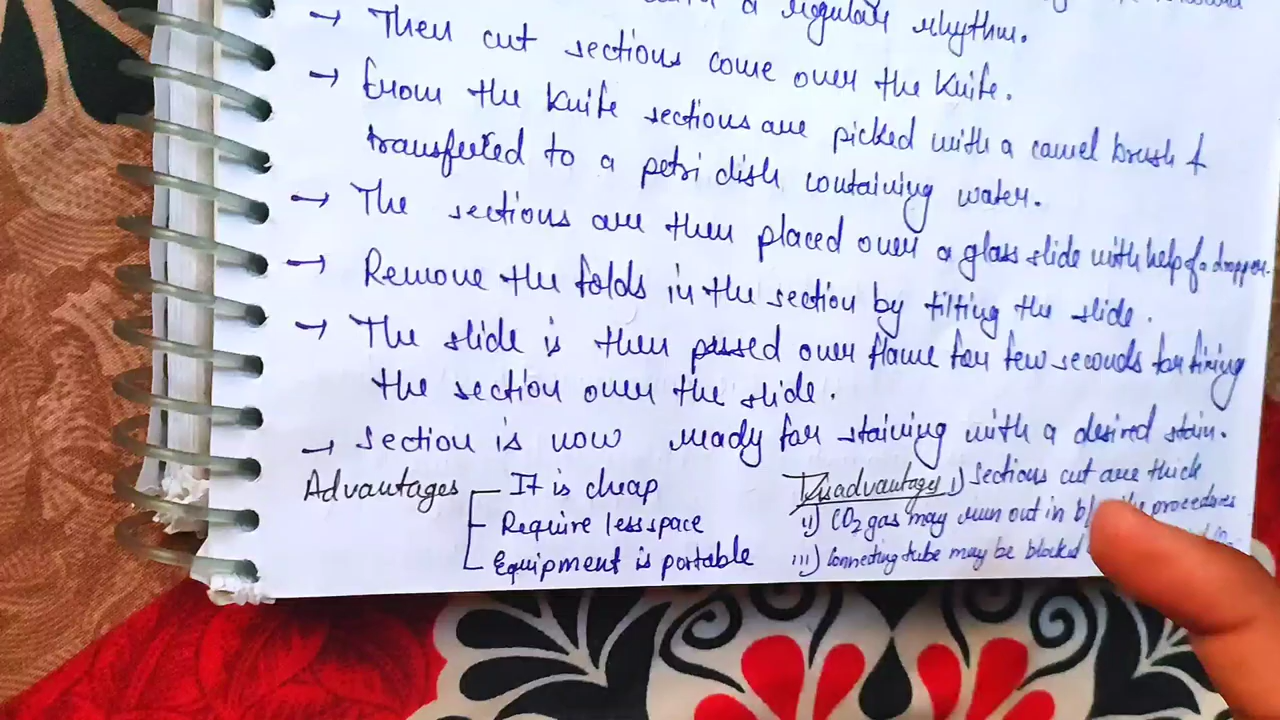 a regular rhythm.
→ Then cut sections come over the knife.
→ From the knife sections are picked with a camel brush &
transferred to a petri dish containing water.
→ The sections are then placed over a glass slide with help of a dropper.
→ Remove the folds in the section by tilting the slide.
→ The slide is then passed over flame for few seconds for fixing
the section over the slide.
→ Section is now ready for staining with a desired stain.
Advantages It is cheap
Require less space
Equipment is portable
Disadvantages i) Sections cut are thick
ii) CO2 gas may run out in procedures
iii) Connecting tube may be blocked